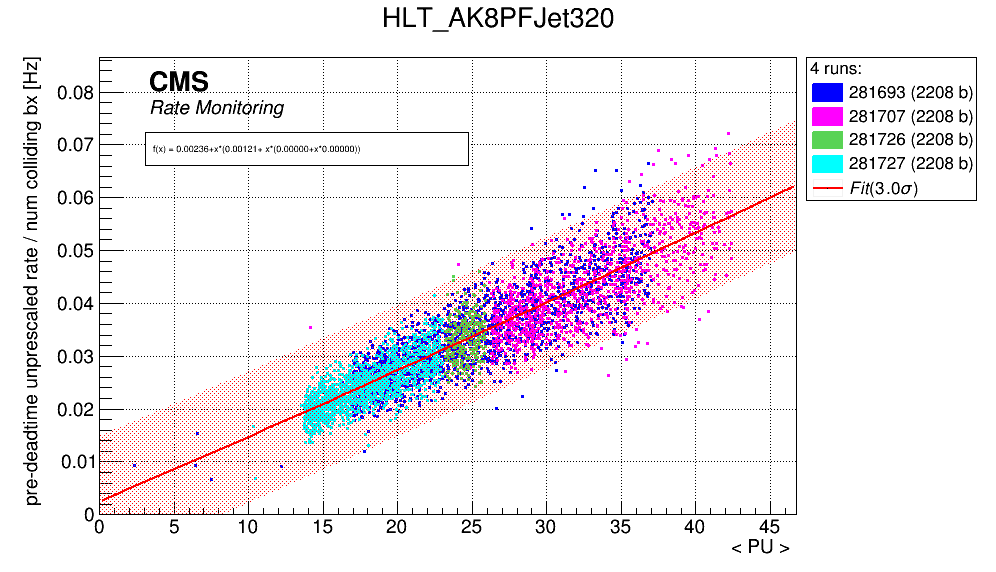 HLT_AK8PFJet320
pre-deadtime unprescaled rate / num colliding bx [Hz]
CMS
Rate Monitoring
f(x) = 0.00236+x*(0.00121+ x*(0.00000+x*0.00000))
0.08
0.07
0.06
0.05
0.04
0.03
0.02
0.01
0
0 5 10 15 20 25 30 35 40 45
< PU >
4 runs:
281693 (2208 b)
281707 (2208 b)
281726 (2208 b)
281727 (2208 b)
Fit(3.0σ)